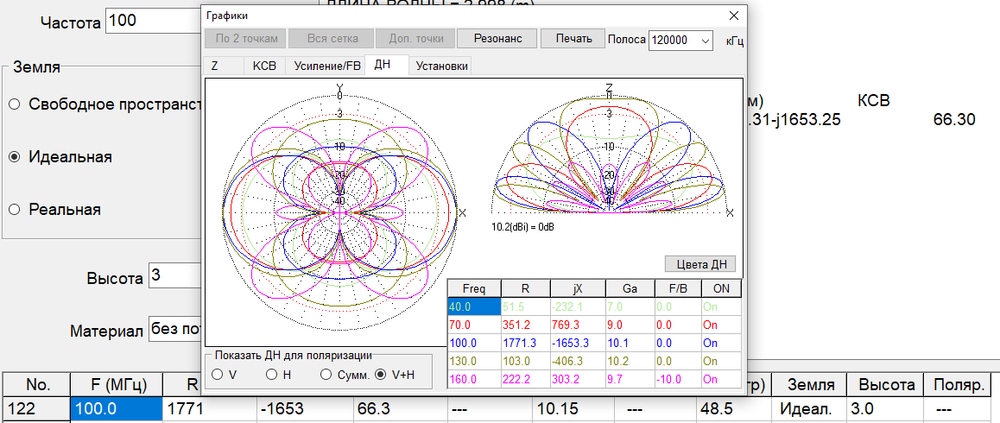 ДЛИНА ВОЛНЫ = 2.998 (m)
Частота 100
Графики
По 2 точкам Вся сетка Доп. точки Резонанс Печать Полоса 120000 кГц
Z КСВ Усиление/FB ДН Установки
Земля
Свободное пространст
Идеальная
Реальная
м) КСВ
.31-j1653.25 66.30
Y
0
-3
-10
-20
-30
-40
X
Z
0
-3
-10
-20
-30
-40
X
10.2(dBi) = 0dB
Цвета ДН
Высота 3
Материал без пот
Freq R jX Ga F/B ON
40.0 51.5 -232.1 7.0 0.0 On
70.0 351.2 769.3 9.0 0.0 On
100.0 1771.3 -1653.3 10.1 0.0 On
130.0 103.0 -406.3 10.2 0.0 On
160.0 222.2 303.2 9.7 -10.0 On
Показать ДН для поляризации
V H Сумм. V+H
No. F (МГц) R тр) Земля Высота Поляр.
122 100.0 1771 -1653 66.3 --- 10.15 --- 48.5 Идеал. 3.0 ---